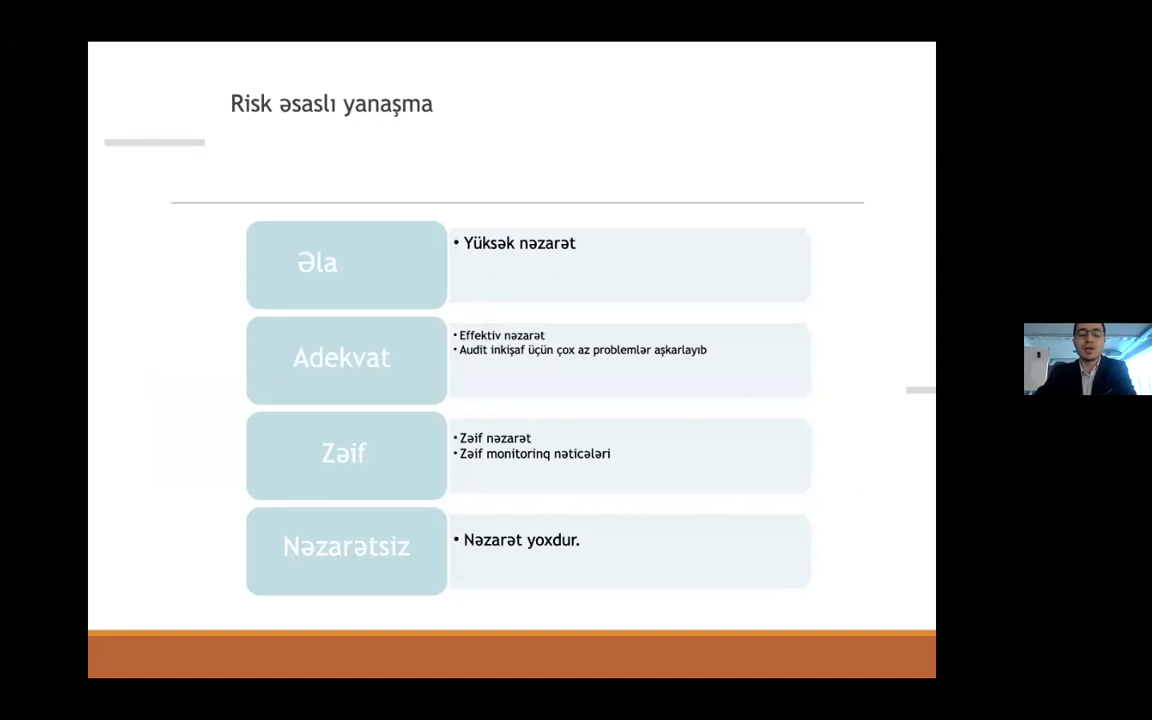 Risk əsaslı yanaşma
Əla
• Yüksək nəzarət
Adekvat
• Effektiv nəzarət
• Audit inkişaf üçün çox az problemlər aşkarlayıb
Zəif
• Zəif nəzarət
• Zəif monitorinq nəticələri
Nəzarətsiz
• Nəzarət yoxdur.